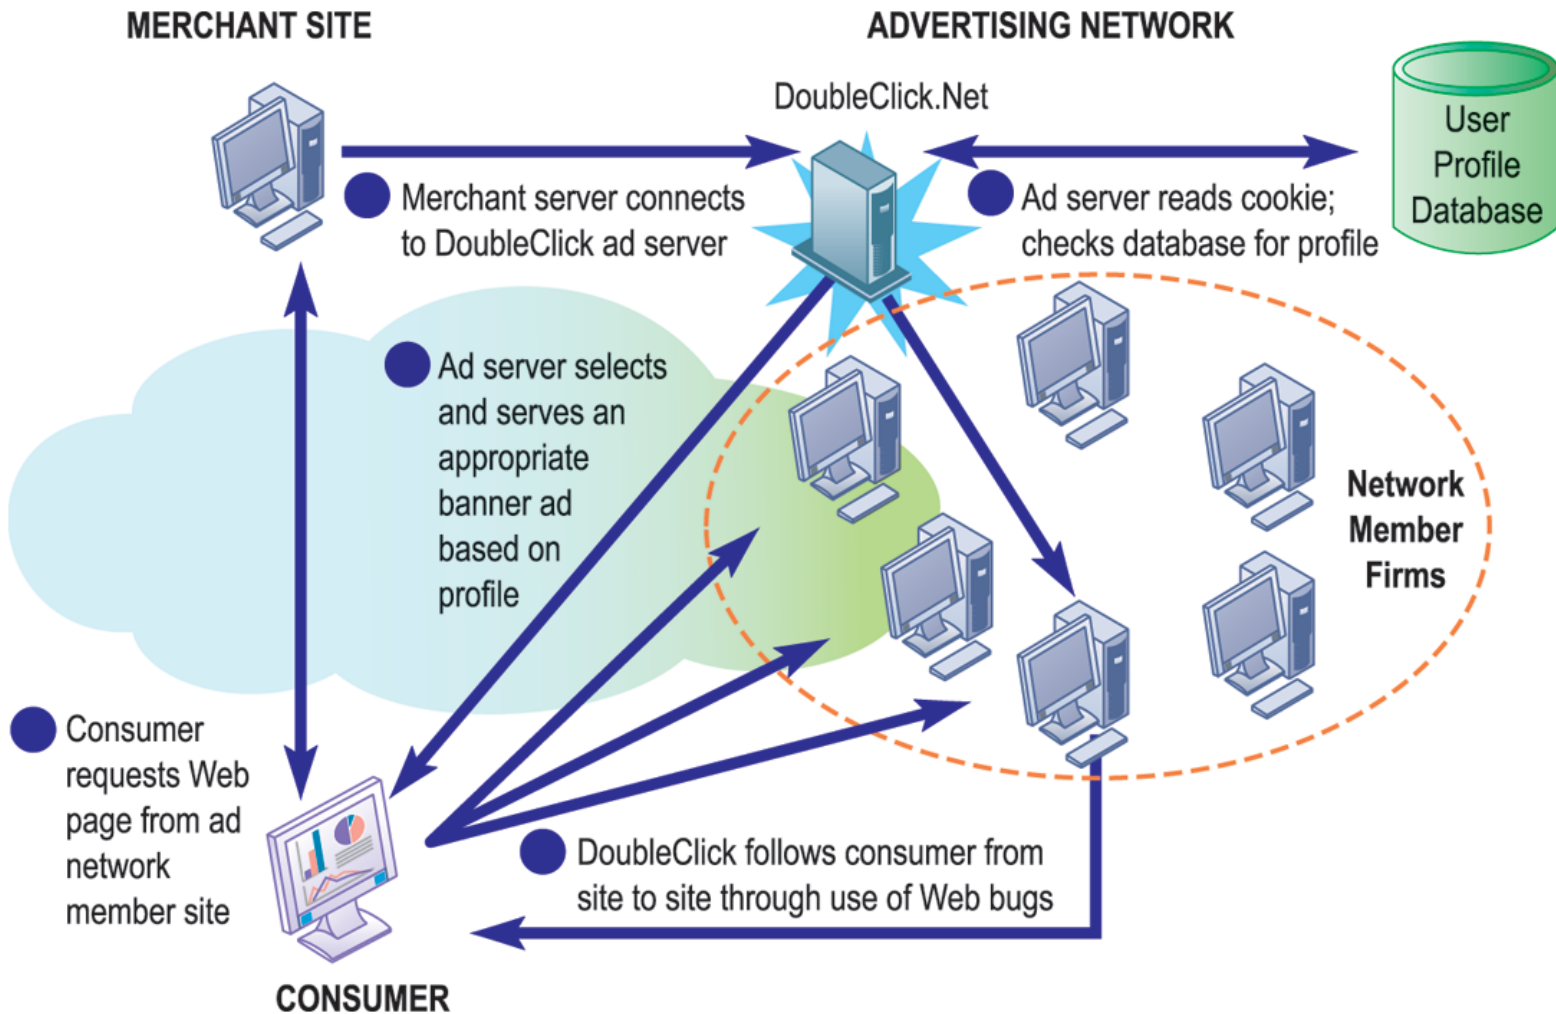 MERCHANT SITE
ADVERTISING NETWORK
DoubleClick.Net
User
Profile
Database
Merchant server connects
to DoubleClick ad server
Ad server reads cookie;
checks database for profile
Ad server selects
and serves an
appropriate
banner ad
based on
profile
Network
Member
Firms
Consumer
requests Web
page from ad
network
member site
DoubleClick follows consumer from
site to site through use of Web bugs
CONSUMER